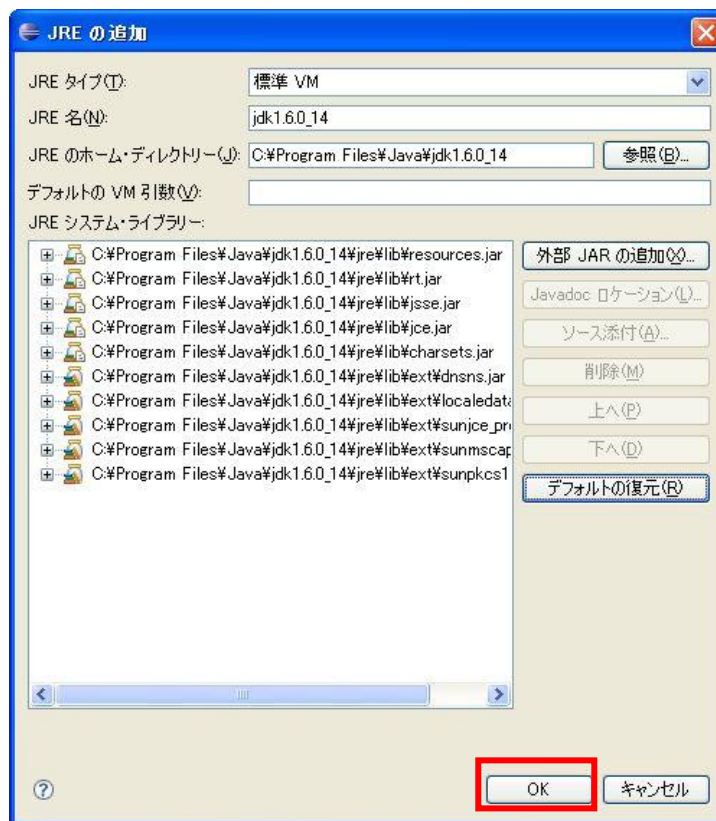 JRE の追加
JRE タイプ(T): 標準 VM
JRE 名(N): jdk1.6.0_14
JRE のホーム・ディレクトリー(J): C:¥Program Files¥Java¥jdk1.6.0_14 参照(B)...
デフォルトの VM 引数(V):
JRE システム・ライブラリー:
C:¥Program Files¥Java¥jdk1.6.0_14¥jre¥lib¥resources.jar
C:¥Program Files¥Java¥jdk1.6.0_14¥jre¥lib¥rt.jar
C:¥Program Files¥Java¥jdk1.6.0_14¥jre¥lib¥jsse.jar
C:¥Program Files¥Java¥jdk1.6.0_14¥jre¥lib¥jce.jar
C:¥Program Files¥Java¥jdk1.6.0_14¥jre¥lib¥charsets.jar
C:¥Program Files¥Java¥jdk1.6.0_14¥jre¥lib¥ext¥dnsns.jar
C:¥Program Files¥Java¥jdk1.6.0_14¥jre¥lib¥ext¥localedata
C:¥Program Files¥Java¥jdk1.6.0_14¥jre¥lib¥ext¥sunjce_pro
C:¥Program Files¥Java¥jdk1.6.0_14¥jre¥lib¥ext¥sunmscap
C:¥Program Files¥Java¥jdk1.6.0_14¥jre¥lib¥ext¥sunpkcs1
外部 JAR の追加(X)...
Javadoc ロケーション(L)...
ソース添付(A)...
削除(M)
上へ(P)
下へ(D)
デフォルトの復元(R)
OK キャンセル